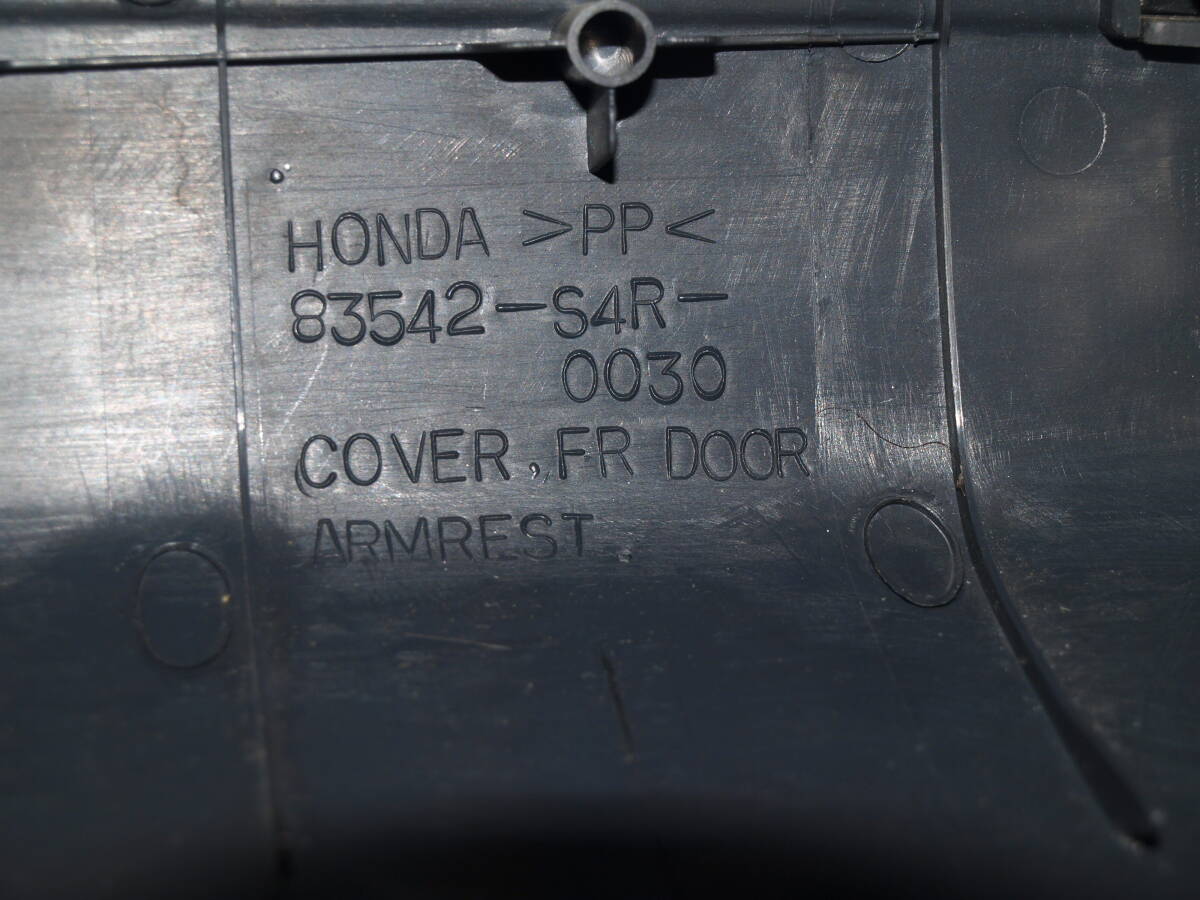 HONDA >PP<
83542-S4R-
0030
COVER, FR DOOR
ARMREST